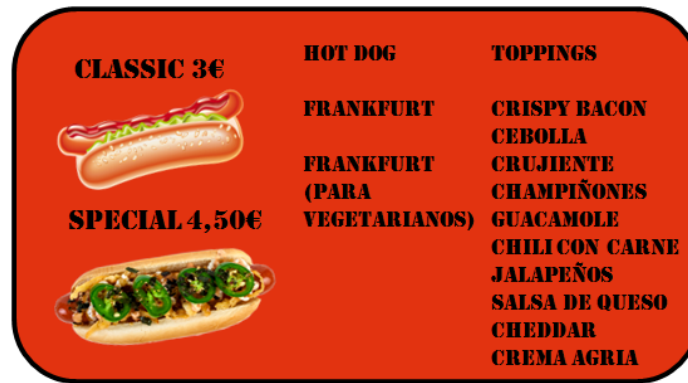 CLASSIC 3€
SPECIAL 4,50€
HOT DOG
FRANKFURT
FRANKFURT
(PARA
VEGETARIANOS)
TOPPINGS
CRISPY BACON
CEBOLLA
CRUJIENTE
CHAMPIÑONES
GUACAMOLE
CHILI CON CARNE
JALAPEÑOS
SALSA DE QUESO
CHEDDAR
CREMA AGRIA